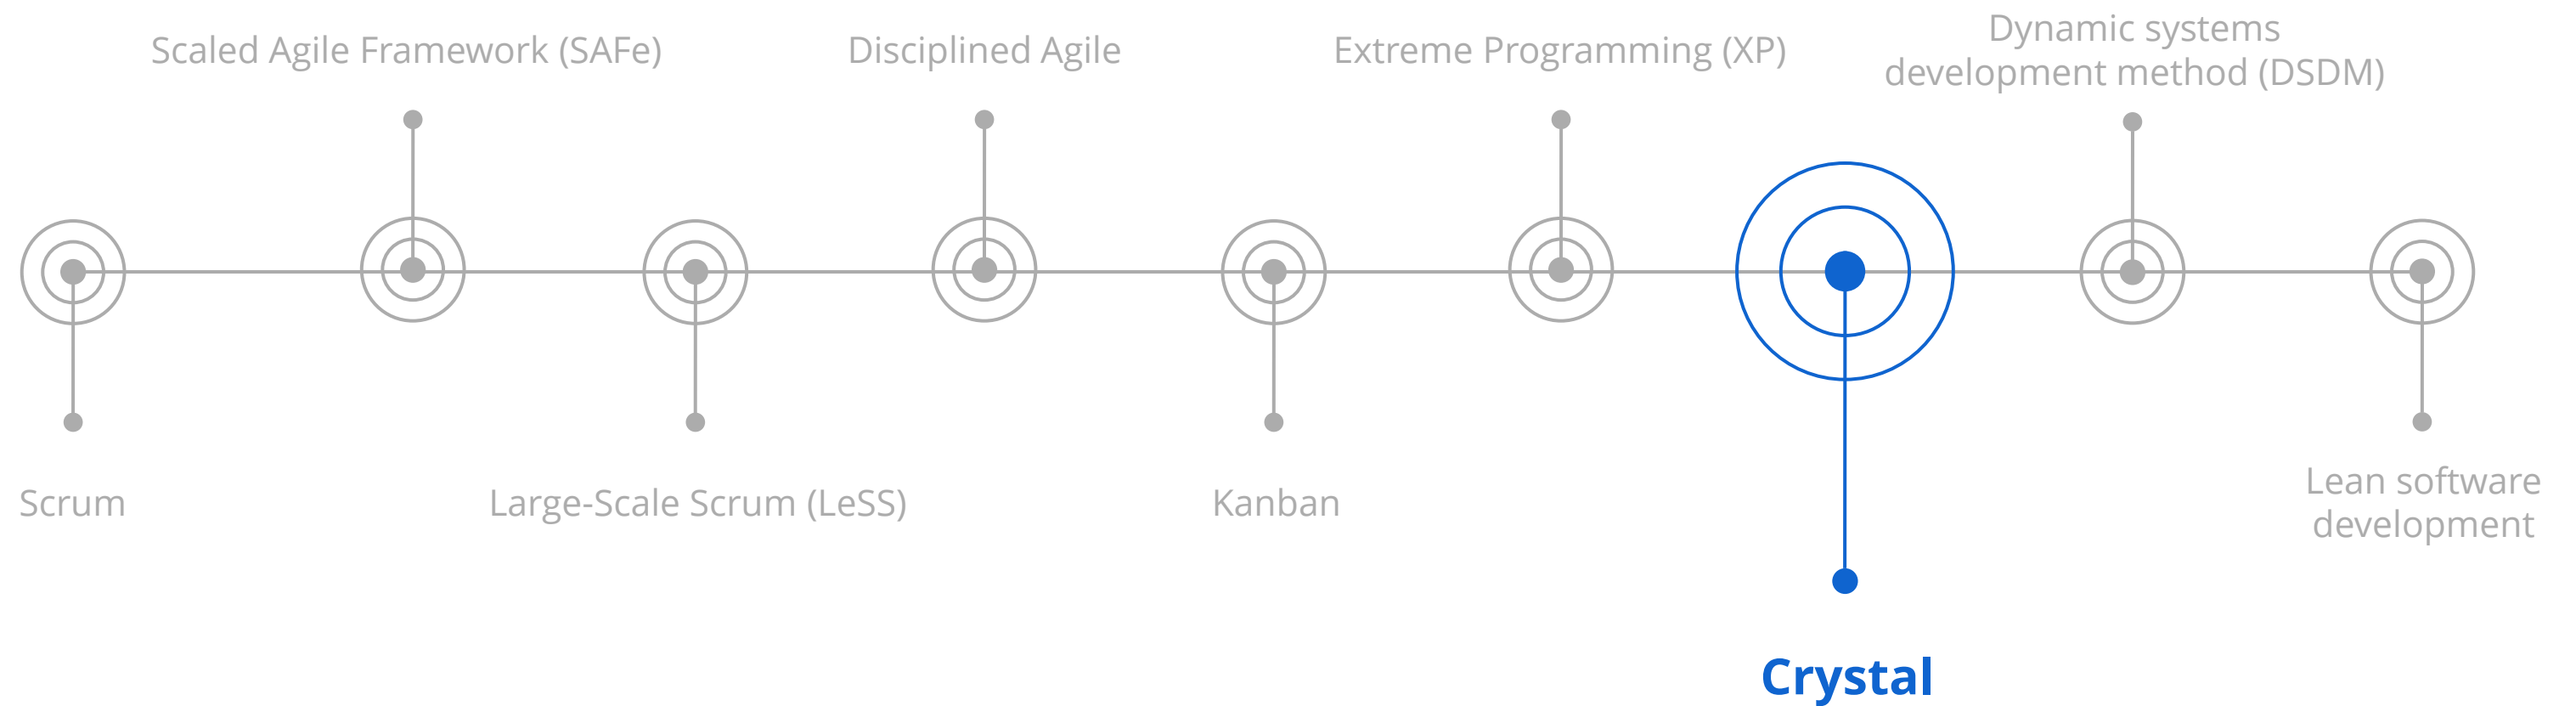 Scaled Agile Framework (SAFe)
Disciplined Agile
Extreme Programming (XP)
Dynamic systems
development method (DSDM)
Scrum
Large-Scale Scrum (LeSS)
Kanban
Lean software
development
Crystal